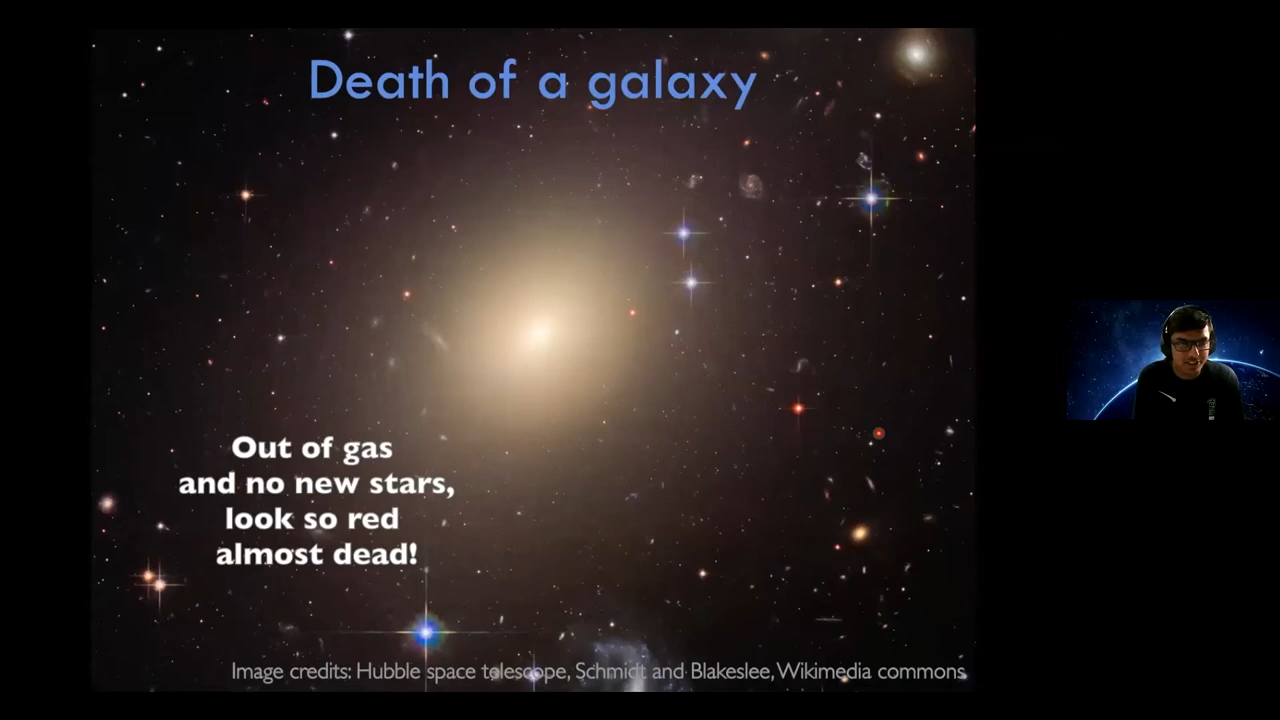 Death of a galaxy
Out of gas
and no new stars,
look so red
almost dead!
Image credits: Hubble space telescope, Schmidt and Blakeslee, Wikimedia commons